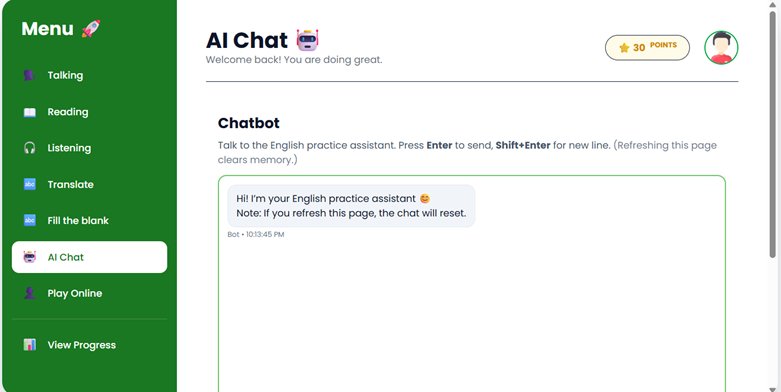 Menu 🚀
Talking
Reading
Listening
Translate
Fill the blank
AI Chat
Play Online
View Progress
AI Chat 🤖
Welcome back! You are doing great.
⭐ 30 POINTS
Chatbot
Talk to the English practice assistant. Press Enter to send, Shift+Enter for new line. (Refreshing this page
clears memory.)
Hi! I'm your English practice assistant 😊
Note: If you refresh this page, the chat will reset.
Bot • 10:13:45 PM